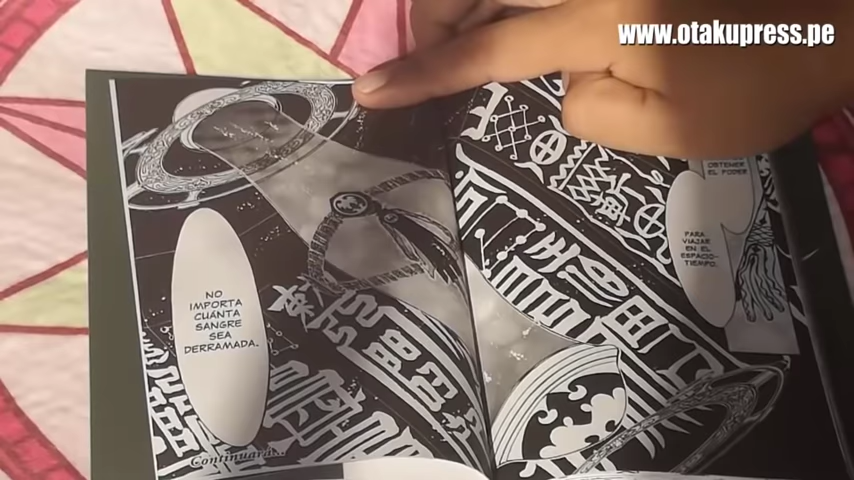 www.otakupress.pe
OBTENER
EL PODER
PARA
VIAJAR
EN EL
ESPACIO-
TIEMPO.
NO
IMPORTA
CUÁNTA
SANGRE
SEA
DERRAMADA.
Continuará...